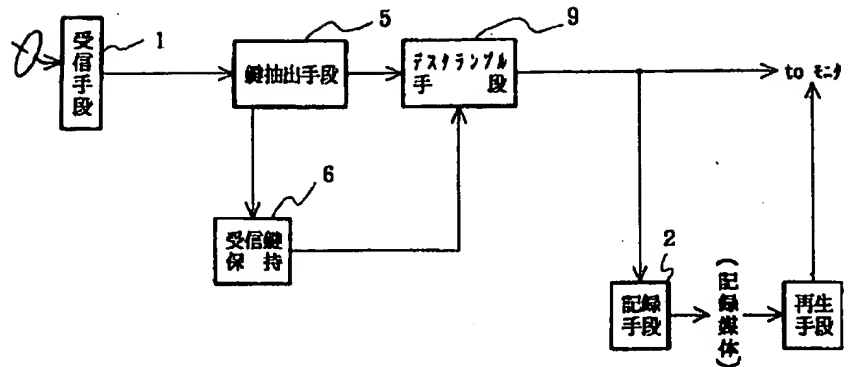 受信手段
1
鍵抽出手段
5
デスクランブル
手 段
9
to モニタ
受信鍵
保 持
6
記録
手段
2
(記録媒体)
再生
手段